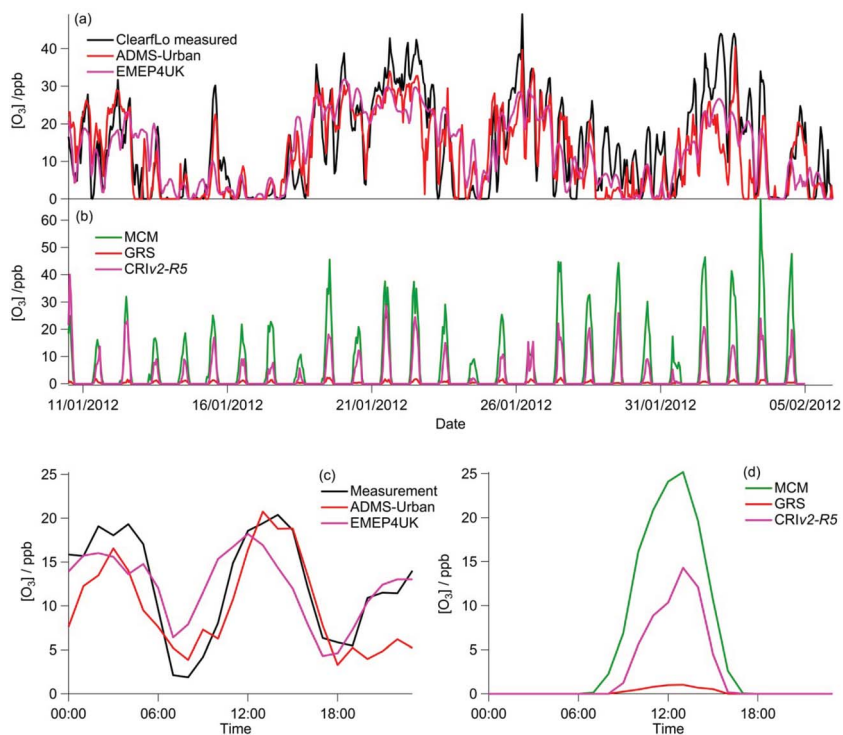 (a)
ClearfLo measured
ADMS-Urban
EMEP4UK
[O3] /ppb
40
30
20
10
0
(b)
MCM
GRS
CRIv2-R5
[O3] /ppb
60
50
40
30
20
10
0
11/01/2012 16/01/2012 21/01/2012 26/01/2012 31/01/2012 05/02/2012
Date
(c)
Measurement
ADMS-Urban
EMEP4UK
[O3] / ppb
25
20
15
10
5
0
00:00 06:00 12:00 18:00
Time
(d)
MCM
GRS
CRIv2-R5
[O3] / ppb
25
20
15
10
5
0
00:00 06:00 12:00 18:00
Time